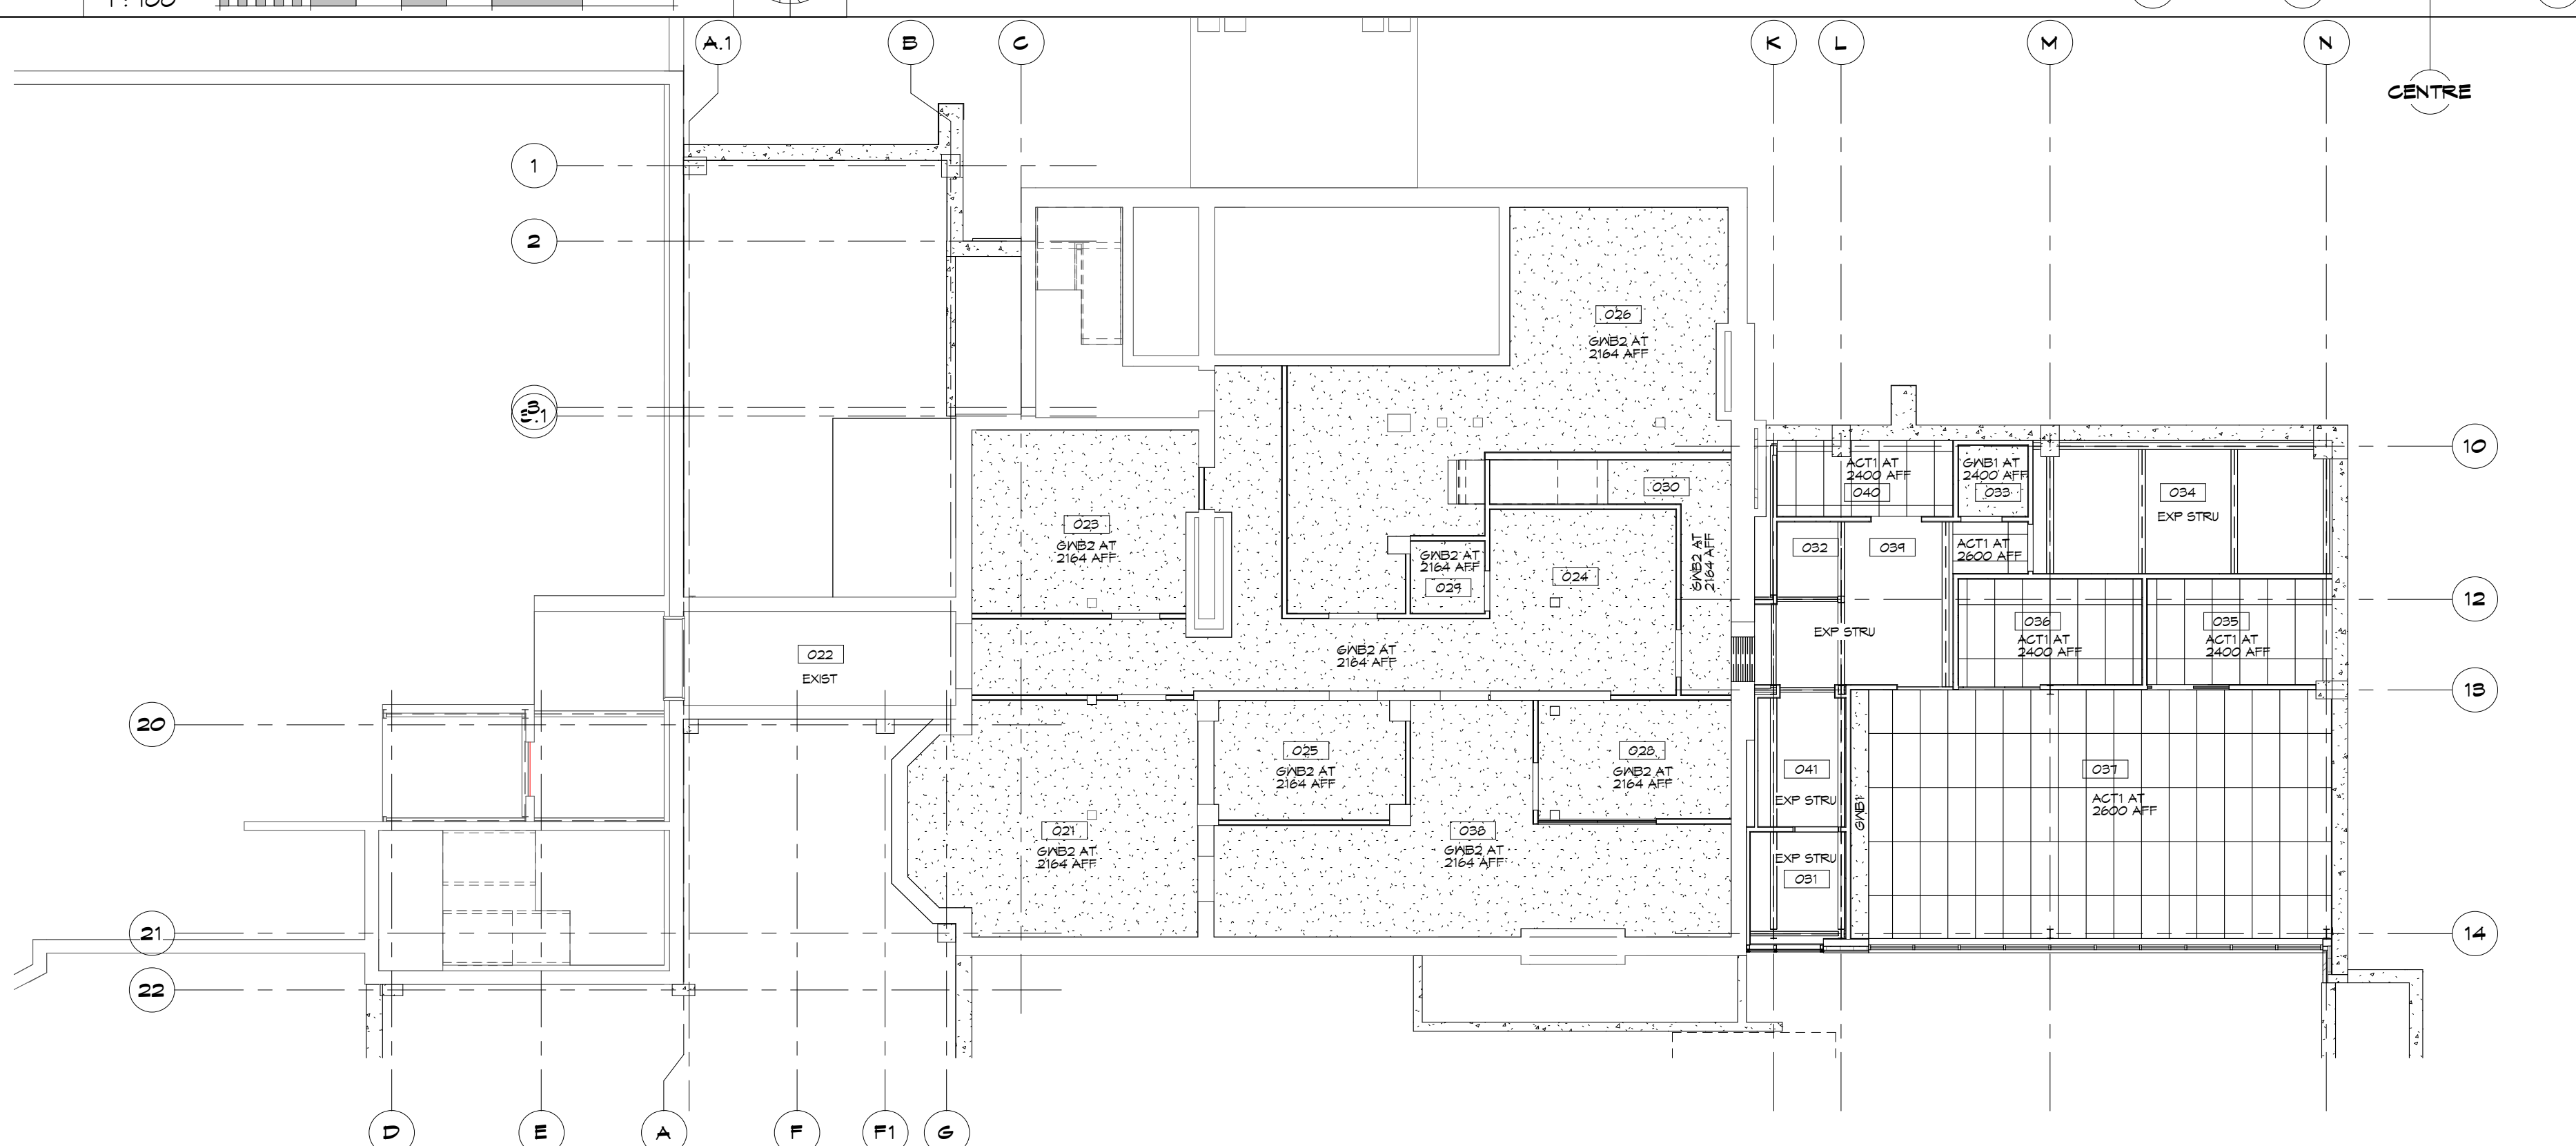 1 : 100
A.1
B
C
K
L
M
N
CENTRE
1
2
3
10
12
13
14
20
21
22
026
GWB2 AT
2164 AFF
023
GWB2 AT
2164 AFF
030
GWB2 AT
2164 AFF
GWB2 AT
2164 AFF
029
024
GWB2 AT
2164 AFF
022
EXIST
025
GWB2 AT
2164 AFF
028
GWB2 AT
2164 AFF
021
GWB2 AT
2164 AFF
038
GWB2 AT
2164 AFF
ACT1 AT
2400 AFF
040
GWB1 AT
2400 AFF
033
034
EXP STRU
032
039
ACT1 AT
2600 AFF
036
ACT1 AT
2400 AFF
035
ACT1 AT
2400 AFF
EXP STRU
041
EXP STRU
GWB1
037
ACT1 AT
2600 AFF
EXP STRU
031
D
E
A
F
F1
G